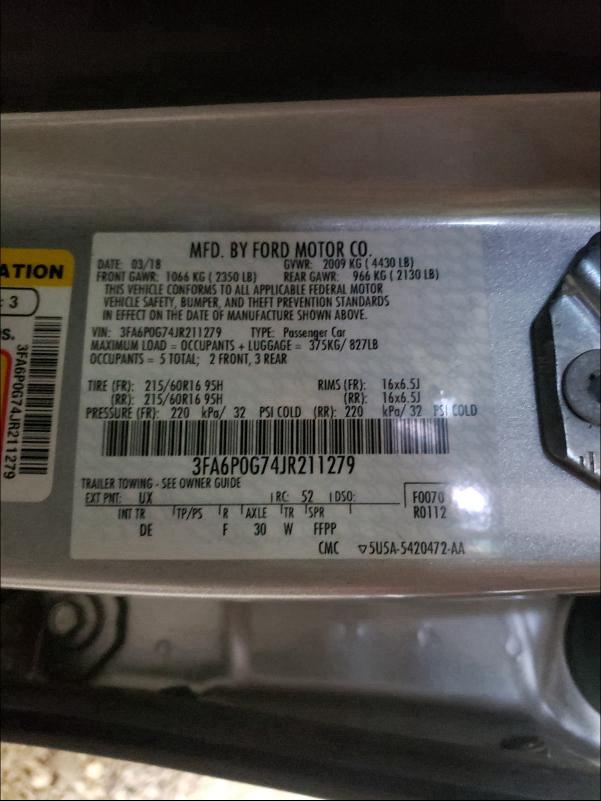 MFD. BY FORD MOTOR CO.
DATE: 03/18 GVWR: 2009 KG ( 4430 LB)
FRONT GAWR: 1066 KG ( 2350 LB) REAR GAWR: 966 KG ( 2130 LB)
THIS VEHICLE CONFORMS TO ALL APPLICABLE FEDERAL MOTOR
VEHICLE SAFETY, BUMPER, AND THEFT PREVENTION STANDARDS
IN EFFECT ON THE DATE OF MANUFACTURE SHOWN ABOVE.
VIN: 3FA6P0G74JR211279 TYPE: Passenger Car
MAXIMUM LOAD = OCCUPANTS + LUGGAGE = 375KG/ 827LB
OCCUPANTS = 5 TOTAL; 2 FRONT, 3 REAR
TIRE (FR): 215/60R16 95H RIMS (FR): 16x6.5J
(RR): 215/60R16 95H (RR): 16x6.5J
PRESSURE (FR): 220 kPa/ 32 PSI COLD (RR): 220 kPa/ 32 PSI COLD
3FA6P0G74JR211279
TRAILER TOWING - SEE OWNER GUIDE
EXT PNT: UX RC: 52 DSO: F0070
INT TR TP/PS R AXLE TR SPR R0112
DE F 30 W FFPP
CMC ▽5U5A-5420472-AA
ATION
: 3
s.
3FA6P0G74JR211279